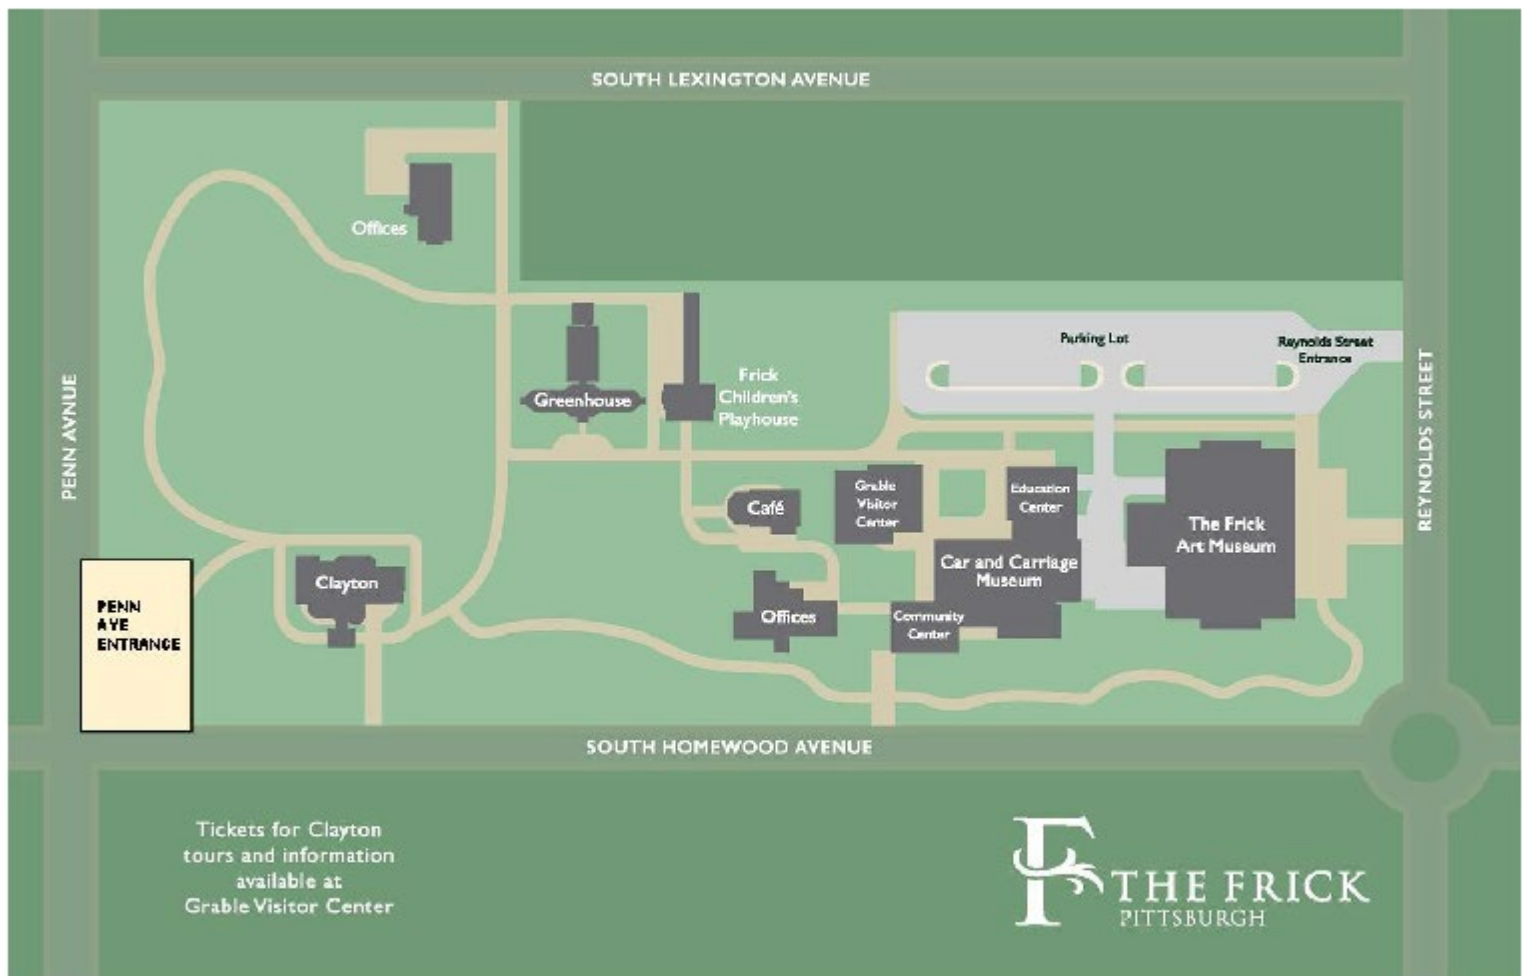 SOUTH LEXINGTON AVENUE
Offices
Parking Lot
Reynolds Street
Entrance
PENN AVNUE
REYNOLDS STREET
Greenhouse
Frick
Children's
Playhouse
Café
Grable
Visitor
Center
Education
Center
The Frick
Art Museum
Car and Carriage
Museum
Clayton
PENN
AVE
ENTRANCE
Offices
Community
Center
SOUTH HOMEWOOD AVENUE
Tickets for Clayton
tours and information
available at
Grable Visitor Center
F THE FRICK
PITTSBURGH